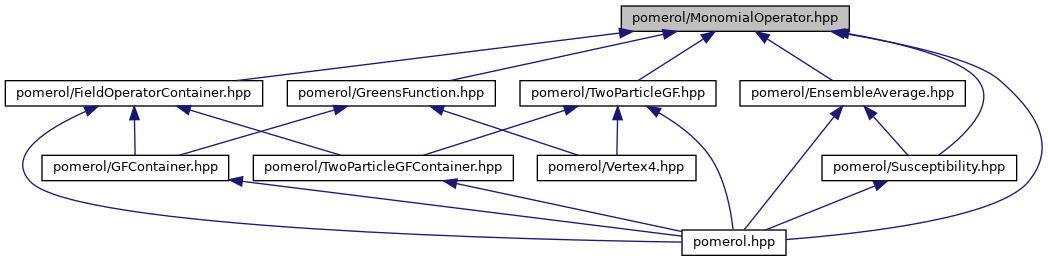 pomerol/MonomialOperator.hpp
pomerol/FieldOperatorContainer.hpp
pomerol/GreensFunction.hpp
pomerol/TwoParticleGF.hpp
pomerol/EnsembleAverage.hpp
pomerol/GFContainer.hpp
pomerol/TwoParticleGFContainer.hpp
pomerol/Vertex4.hpp
pomerol/Susceptibility.hpp
pomerol.hpp